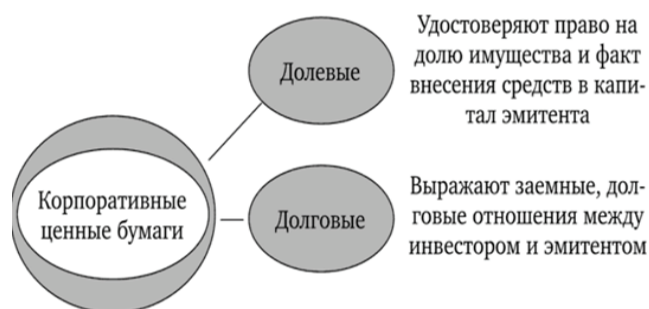 Долевые
Удостоверяют право на
долю имущества и факт
внесения средств в капи-
тал эмитента
Корпоративные
ценные бумаги
Долговые
Выражают заемные, дол-
говые отношения между
инвестором и эмитентом